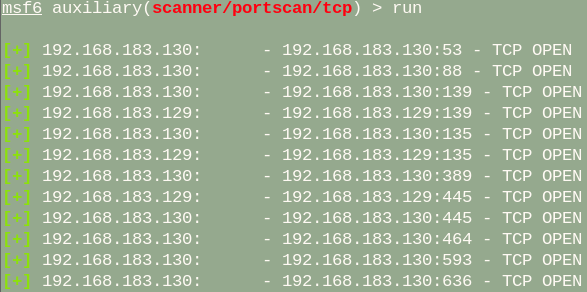 msf6 auxiliary(scanner/portscan/tcp) > run
[+] 192.168.183.130:      - 192.168.183.130:53 - TCP OPEN
[+] 192.168.183.130:      - 192.168.183.130:88 - TCP OPEN
[+] 192.168.183.130:      - 192.168.183.130:139 - TCP OPEN
[+] 192.168.183.129:      - 192.168.183.129:139 - TCP OPEN
[+] 192.168.183.130:      - 192.168.183.130:135 - TCP OPEN
[+] 192.168.183.129:      - 192.168.183.129:135 - TCP OPEN
[+] 192.168.183.130:      - 192.168.183.130:389 - TCP OPEN
[+] 192.168.183.129:      - 192.168.183.129:445 - TCP OPEN
[+] 192.168.183.130:      - 192.168.183.130:445 - TCP OPEN
[+] 192.168.183.130:      - 192.168.183.130:464 - TCP OPEN
[+] 192.168.183.130:      - 192.168.183.130:593 - TCP OPEN
[+] 192.168.183.130:      - 192.168.183.130:636 - TCP OPEN